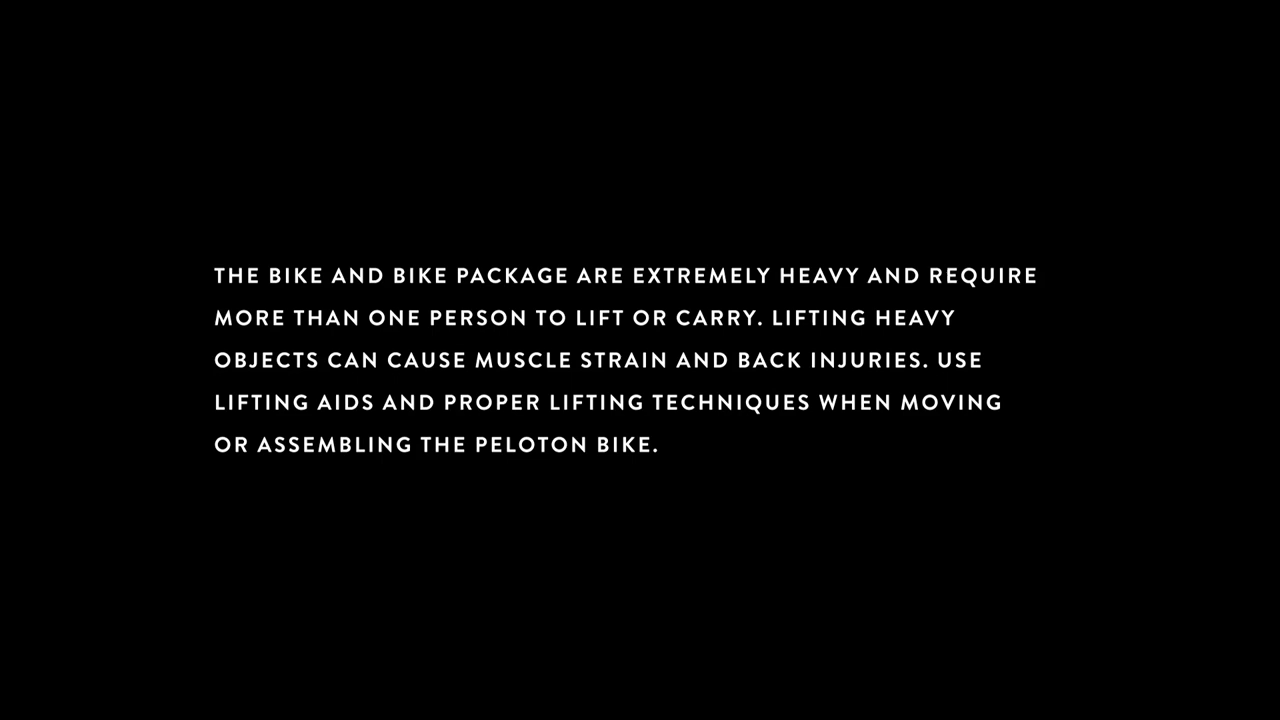 THE BIKE AND BIKE PACKAGE ARE EXTREMELY HEAVY AND REQUIRE
MORE THAN ONE PERSON TO LIFT OR CARRY. LIFTING HEAVY
OBJECTS CAN CAUSE MUSCLE STRAIN AND BACK INJURIES. USE
LIFTING AIDS AND PROPER LIFTING TECHNIQUES WHEN MOVING
OR ASSEMBLING THE PELOTON BIKE.